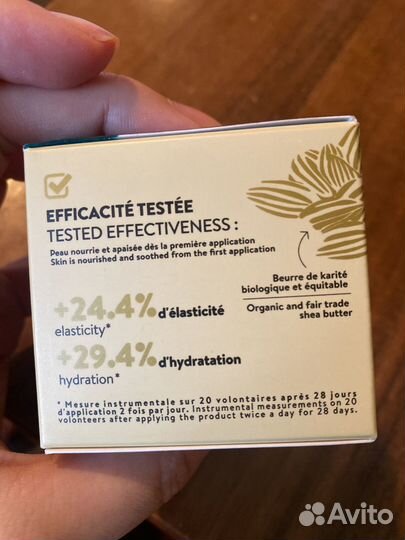 EFFICACITÉ TESTÉE
TESTED EFFECTIVENESS :
Peau nourrie et apaisée dès la première application
Skin is nourished and soothed from the first application
Beurre de karité
biologique et équitable
Organic and fair trade
shea butter
+24.4% d'élasticité
elasticity*
+29.4% d'hydratation
hydration*
* Mesure instrumentale sur 20 volontaires après 28 jours
d'application 2 fois par jour. Instrumental measurements on 20
volonteers after applying the product twice a day for 28 days.
Avito